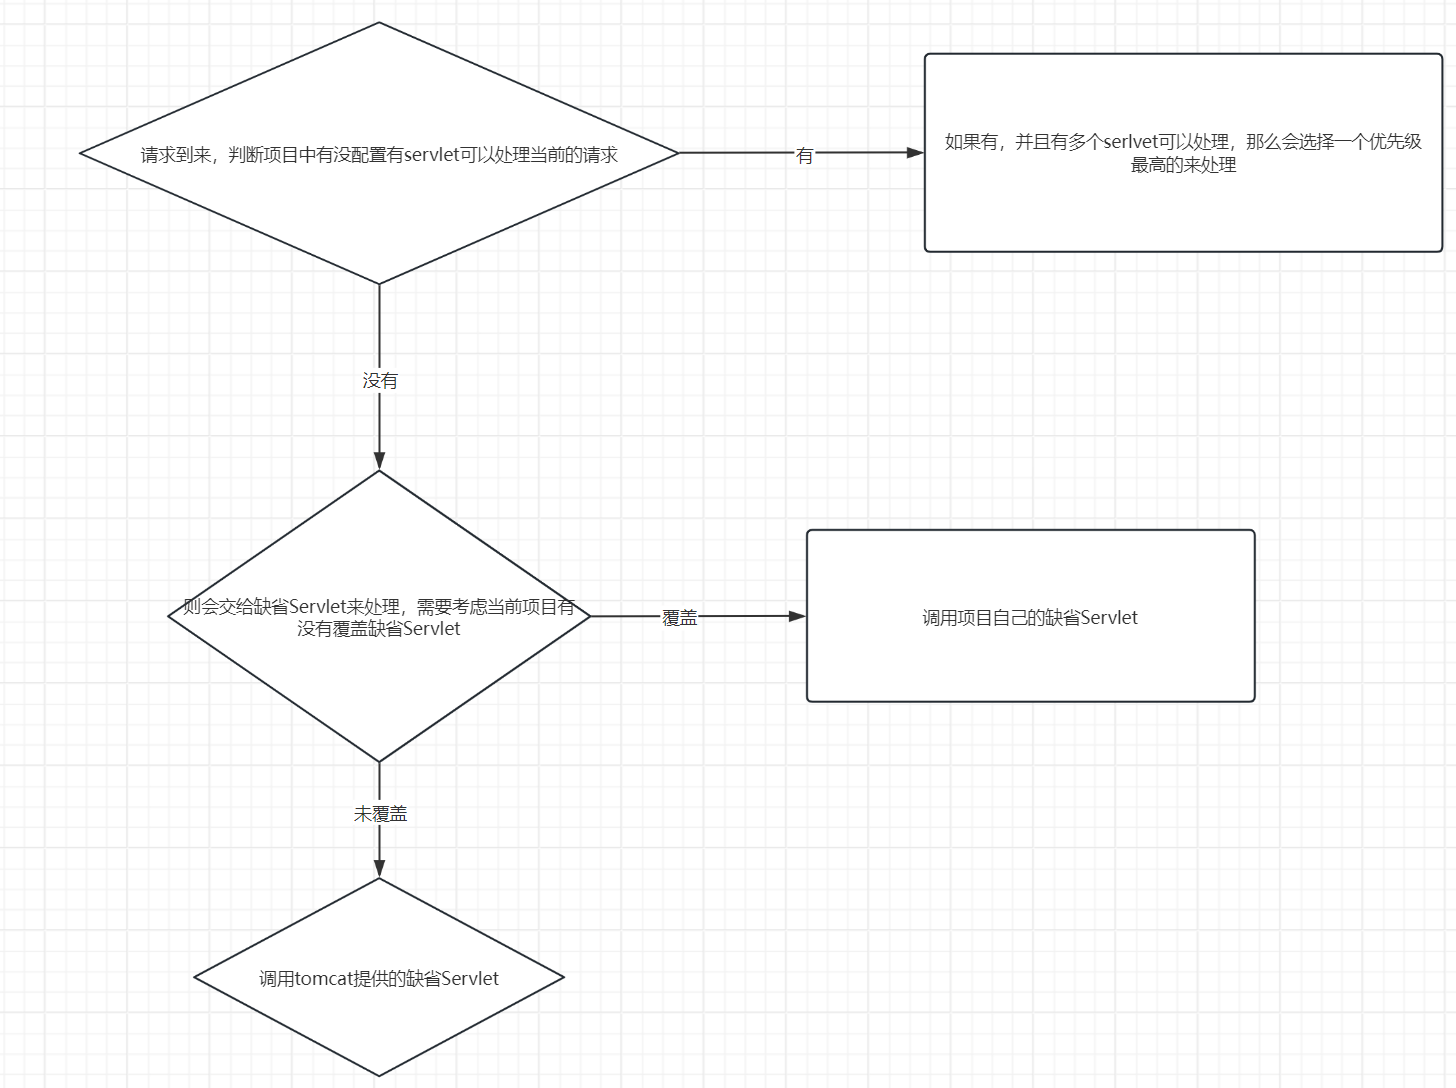 请求到来，判断项目中有没配置有servlet可以处理当前的请求
有
如果有，并且有多个serlvet可以处理，那么会选择一个优先级
最高的来处理
没有
则会交给缺省Servlet来处理，需要考虑当前项目有
没有覆盖缺省Servlet
覆盖
调用项目自己的缺省Servlet
未覆盖
调用tomcat提供的缺省Servlet